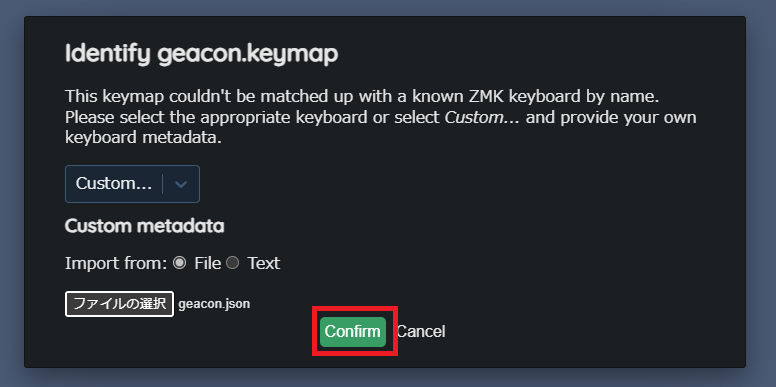 Identify geacon.keymap
This keymap couldn't be matched up with a known ZMK keyboard by name.
Please select the appropriate keyboard or select Custom... and provide your own
keyboard metadata.
Custom...
Custom metadata
Import from: File Text
ファイルの選択 geacon.json
Confirm Cancel